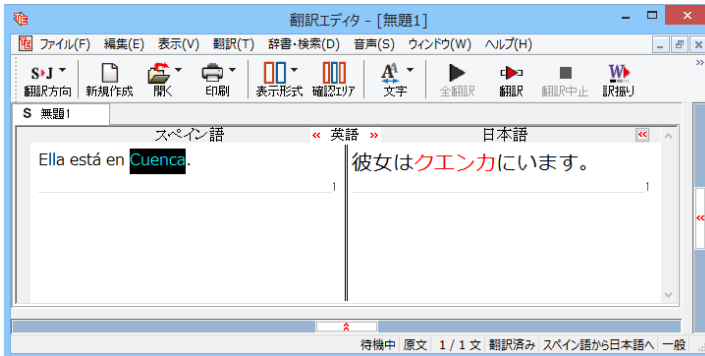 翻訳エディタ - [無題1]
ファイル(F) 編集(E) 表示(V) 翻訳(T) 辞書・検索(D) 音声(S) ウィンドウ(W) ヘルプ(H)
S▸J
翻訳方向 新規作成 開く 印刷 表示形式 確認エリア 文字 全翻訳 翻訳 翻訳中止 訳振り
S 無題1
スペイン語 « 英語 » 日本語 «
Ella está en Cuenca. 彼女はクエンカにいます。
1 1
待機中 原文 1 / 1 文 翻訳済み スペイン語から日本語へ 一般